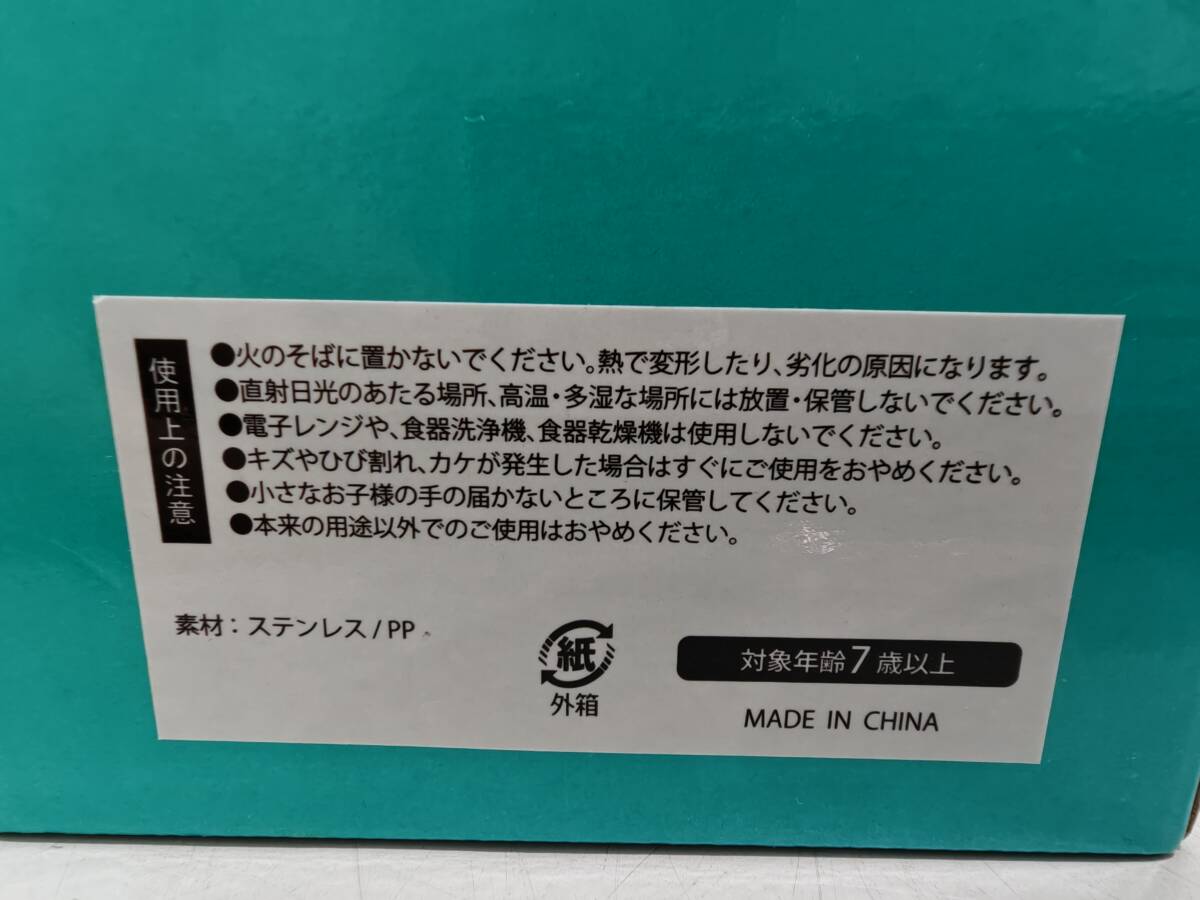 使用上の注意
●火のそばに置かないでください。熱で変形したり、劣化の原因になります。
●直射日光のあたる場所、高温・多湿な場所には放置・保管しないでください。
●電子レンジや、食器洗浄機、食器乾燥機は使用しないでください。
●キズやひび割れ、カケが発生した場合はすぐにご使用をおやめください。
●小さなお子様の手の届かないところに保管してください。
●本来の用途以外でのご使用はおやめください。
素材：ステンレス/PP
紙
外箱
対象年齢7歳以上
MADE IN CHINA